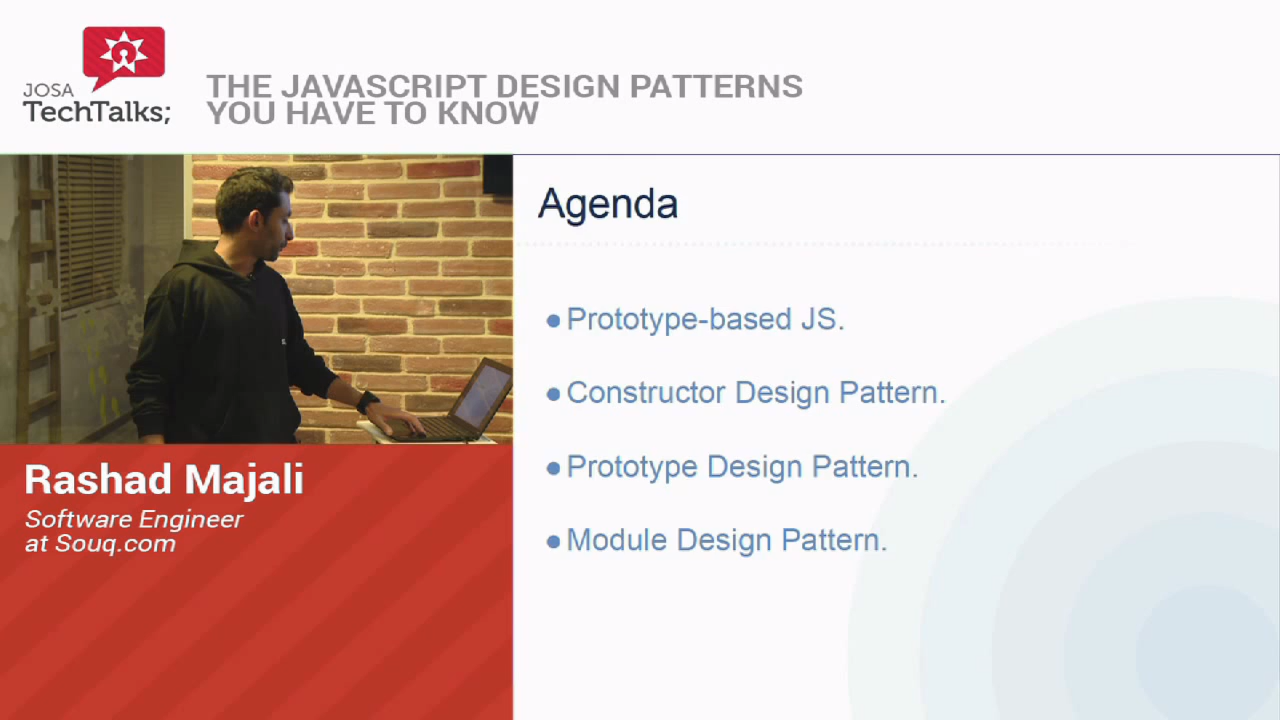 JOSA
TechTalks;
THE JAVASCRIPT DESIGN PATTERNS
YOU HAVE TO KNOW
Agenda
●Prototype-based JS.
●Constructor Design Pattern.
●Prototype Design Pattern.
●Module Design Pattern.
Rashad Majali
Software Engineer
at Souq.com